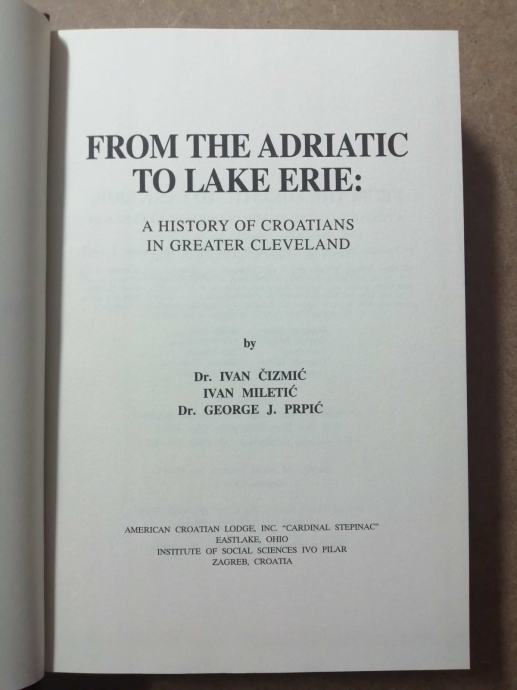 FROM THE ADRIATIC
TO LAKE ERIE:
A HISTORY OF CROATIANS
IN GREATER CLEVELAND
by
Dr. IVAN ČIZMIĆ
IVAN MILETIĆ
Dr. GEORGE J. PRPIĆ
AMERICAN CROATIAN LODGE, INC. "CARDINAL STEPINAC"
EASTLAKE, OHIO
INSTITUTE OF SOCIAL SCIENCES IVO PILAR
ZAGREB, CROATIA